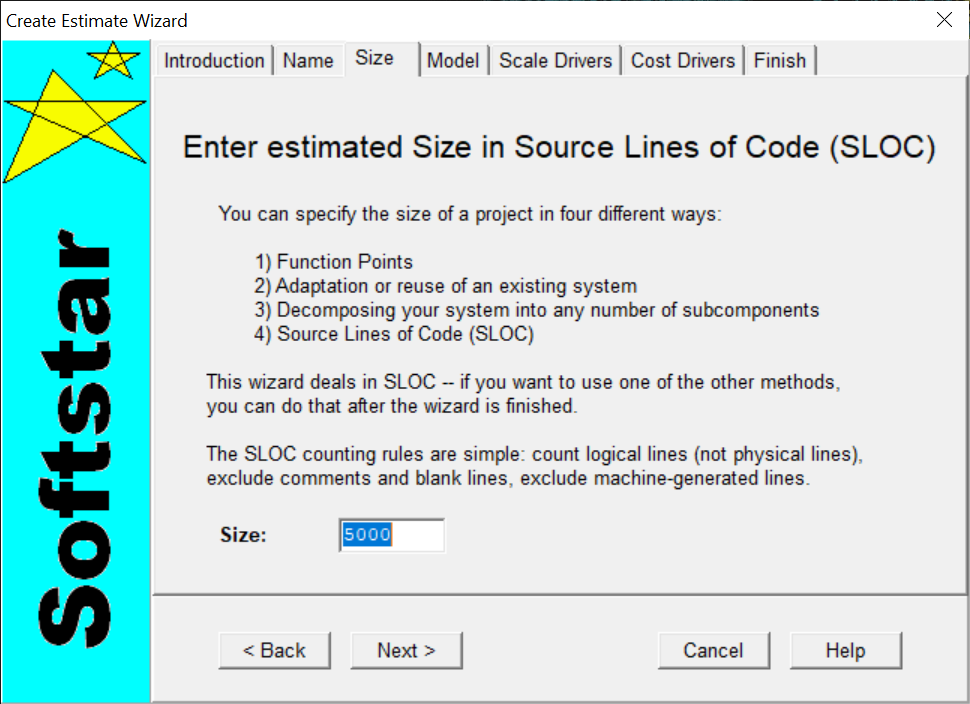 Create Estimate Wizard
Softstar
Introduction Name Size Model Scale Drivers Cost Drivers Finish
Enter estimated Size in Source Lines of Code (SLOC)
You can specify the size of a project in four different ways:
1) Function Points
2) Adaptation or reuse of an existing system
3) Decomposing your system into any number of subcomponents
4) Source Lines of Code (SLOC)
This wizard deals in SLOC -- if you want to use one of the other methods,
you can do that after the wizard is finished.
The SLOC counting rules are simple: count logical lines (not physical lines),
exclude comments and blank lines, exclude machine-generated lines.
Size: 5000
< Back Next > Cancel Help